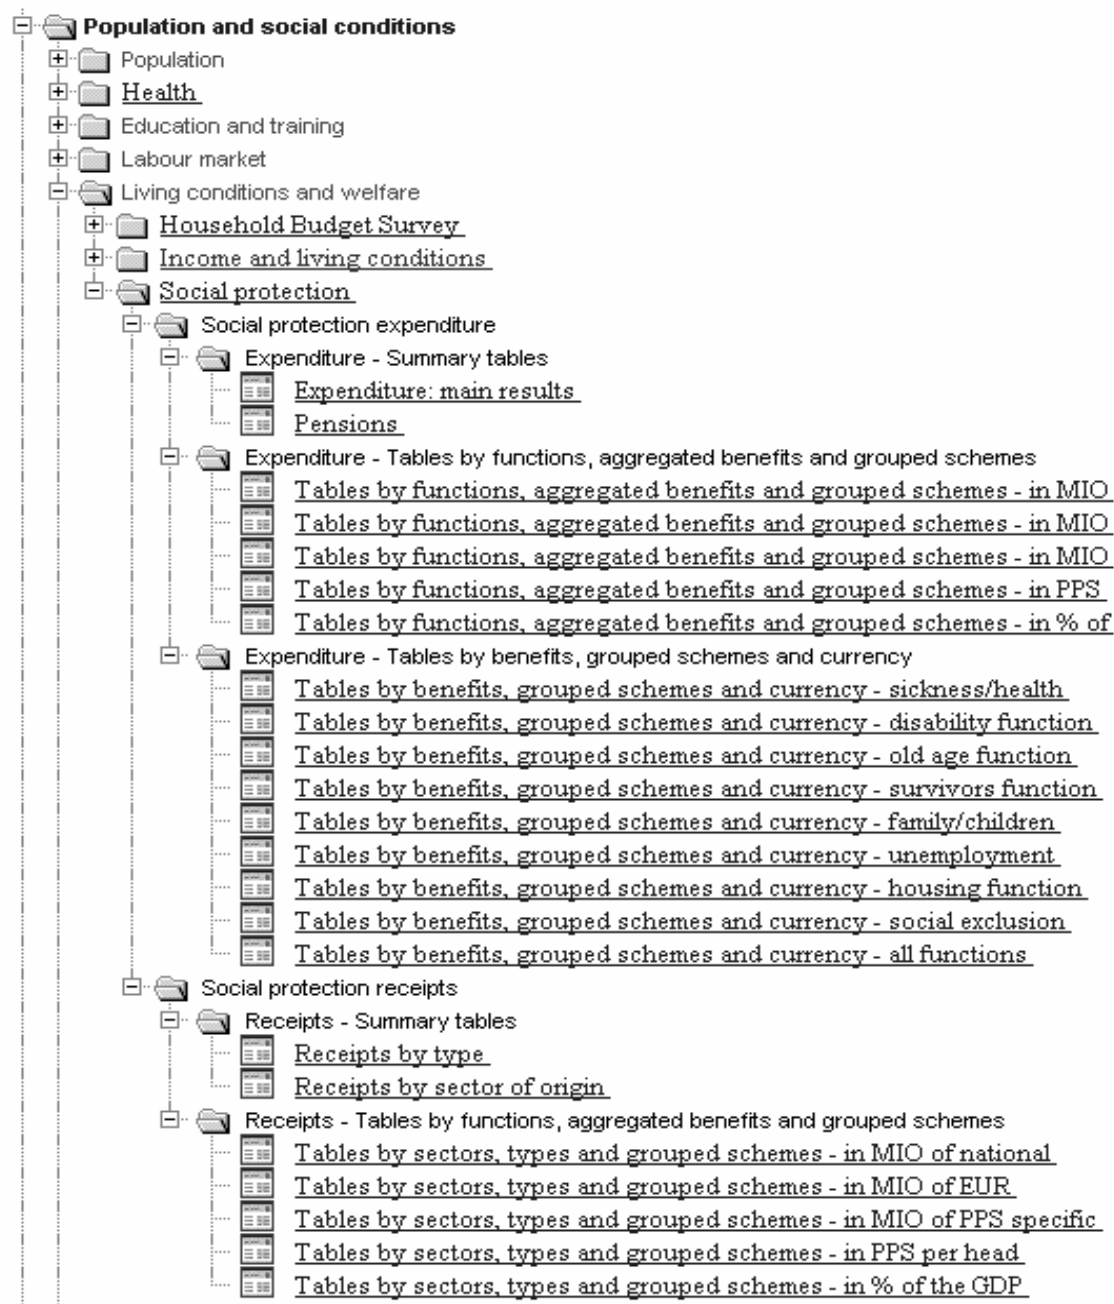 Population and social conditions
Population
Health
Education and training
Labour market
Living conditions and welfare
Household Budget Survey
Income and living conditions
Social protection
Social protection expenditure
Expenditure - Summary tables
Expenditure: main results
Pensions
Expenditure - Tables by functions, aggregated benefits and grouped schemes
Tables by functions, aggregated benefits and grouped schemes - in MIO
Tables by functions, aggregated benefits and grouped schemes - in MIO
Tables by functions, aggregated benefits and grouped schemes - in MIO
Tables by functions, aggregated benefits and grouped schemes - in PPS
Tables by functions, aggregated benefits and grouped schemes - in % of
Expenditure - Tables by benefits, grouped schemes and currency
Tables by benefits, grouped schemes and currency - sickness/health
Tables by benefits, grouped schemes and currency - disability function
Tables by benefits, grouped schemes and currency - old age function
Tables by benefits, grouped schemes and currency - survivors function
Tables by benefits, grouped schemes and currency - family/children
Tables by benefits, grouped schemes and currency - unemployment
Tables by benefits, grouped schemes and currency - housing function
Tables by benefits, grouped schemes and currency - social exclusion
Tables by benefits, grouped schemes and currency - all functions
Social protection receipts
Receipts - Summary tables
Receipts by type
Receipts by sector of origin
Receipts - Tables by functions, aggregated benefits and grouped schemes
Tables by sectors, types and grouped schemes - in MIO of national
Tables by sectors, types and grouped schemes - in MIO of EUR
Tables by sectors, types and grouped schemes - in MIO of PPS specific
Tables by sectors, types and grouped schemes - in PPS per head
Tables by sectors, types and grouped schemes - in % of the GDP